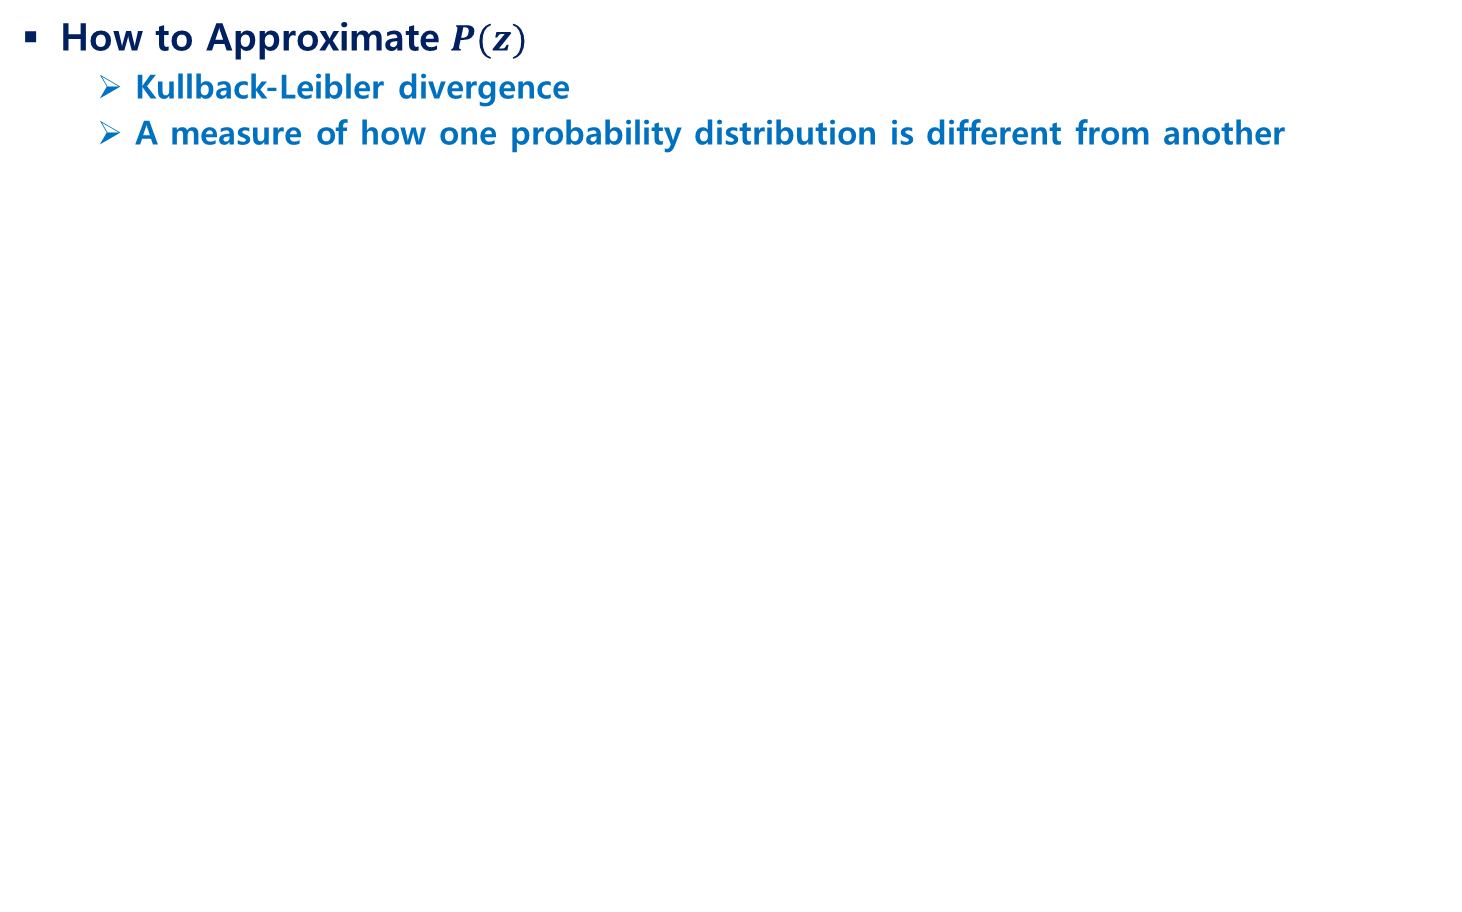 ▪ How to Approximate P(z)
➢ Kullback-Leibler divergence
➢ A measure of how one probability distribution is different from another